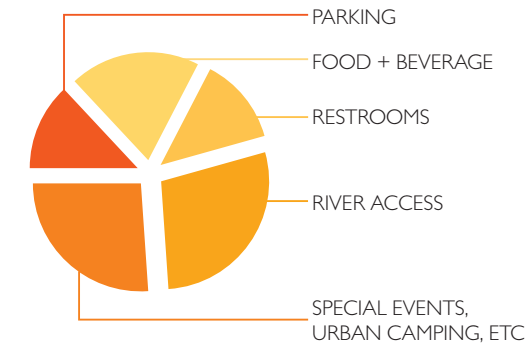 PARKING
FOOD + BEVERAGE
RESTROOMS
RIVER ACCESS
SPECIAL EVENTS,
URBAN CAMPING, ETC